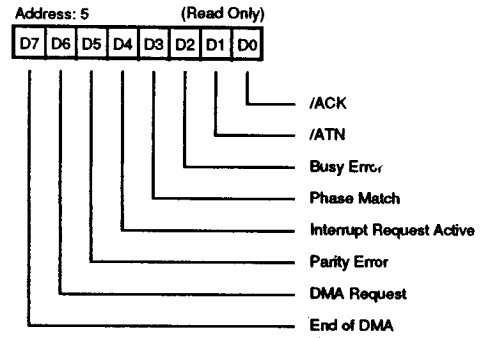 Address: 5 (Read Only)
D7 D6 D5 D4 D3 D2 D1 D0
/ACK
/ATN
Busy Error
Phase Match
Interrupt Request Active
Parity Error
DMA Request
End of DMA